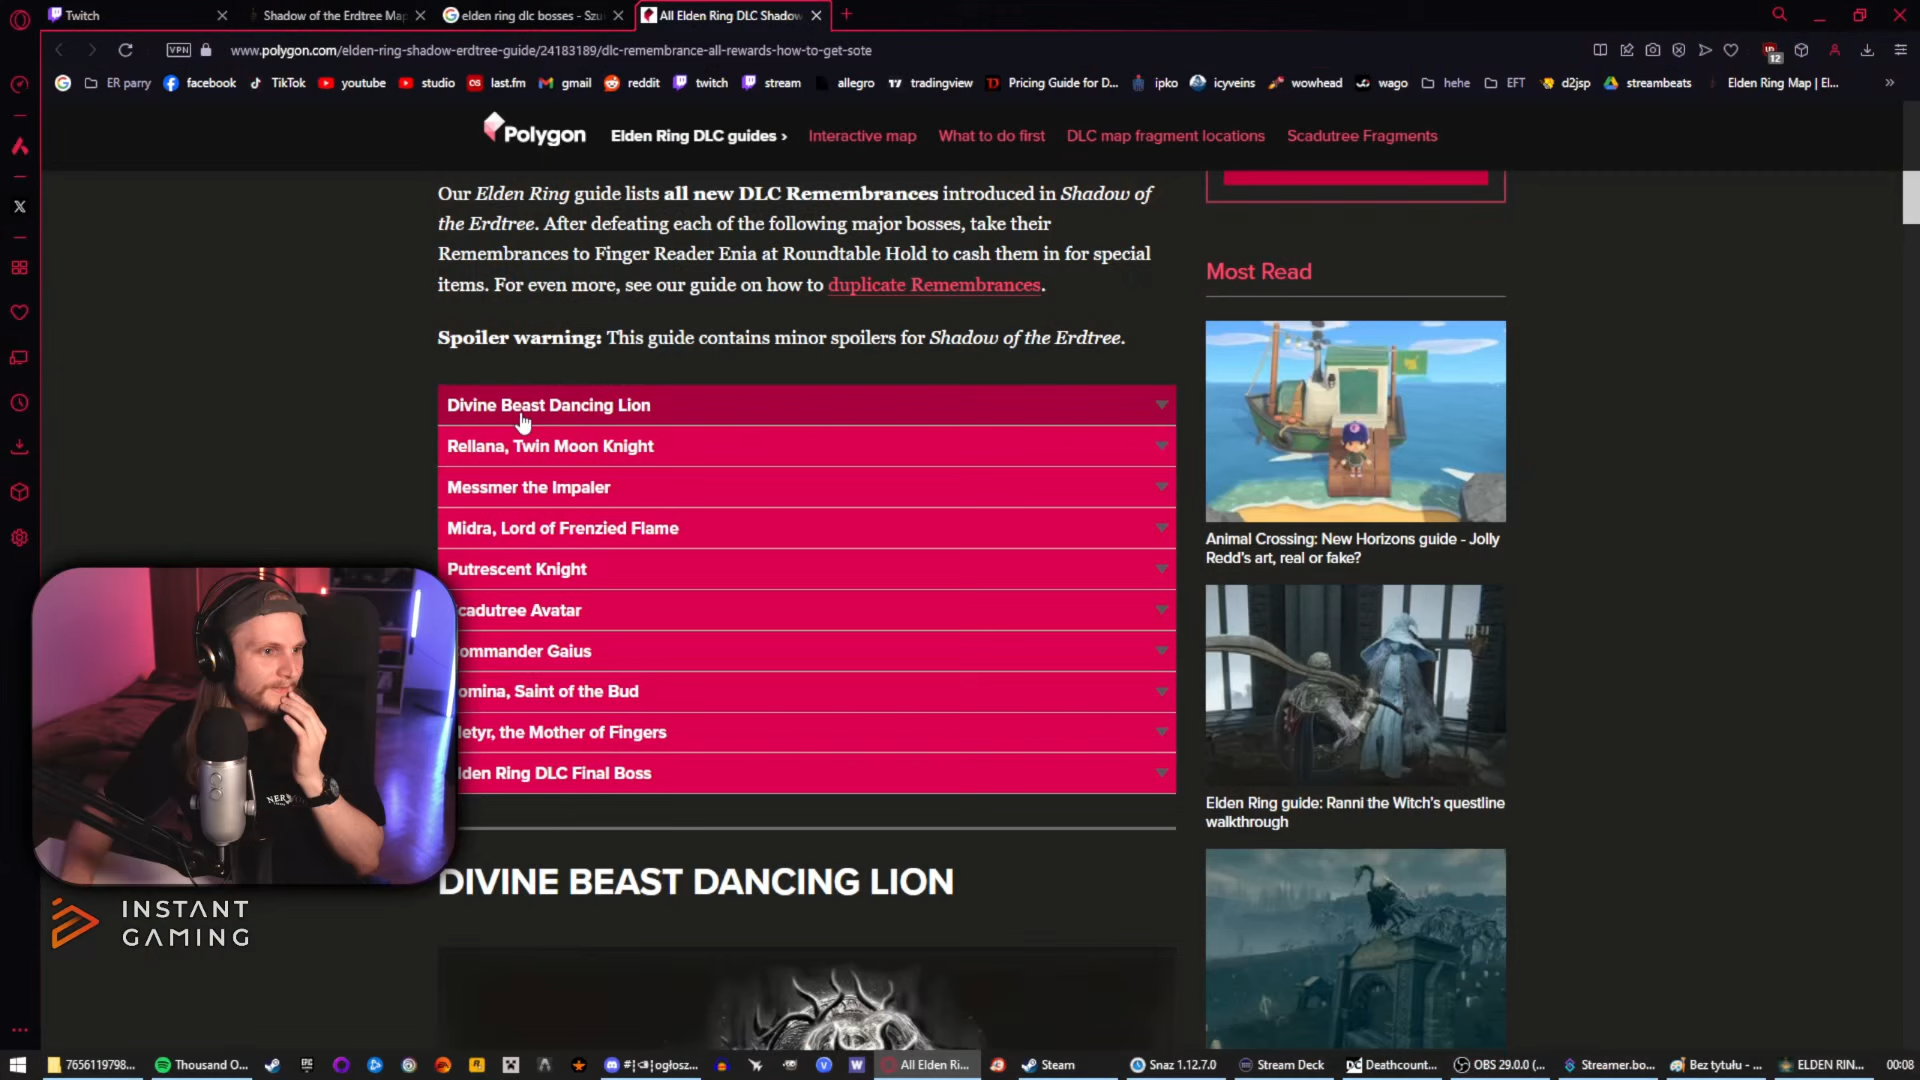 Twitch
Shadow of the Erdtree Map
elden ring dlc bosses - Szu
All Elden Ring DLC Shadow
VPN
www.polygon.com/elden-ring-shadow-erdtree-guide/24183189/dlc-remembrance-all-rewards-how-to-get-sote
12
ER parry
facebook
TikTok
youtube
studio
last.fm
gmail
reddit
twitch
stream
allegro
tradingview
Pricing Guide for D...
ipko
icyveins
wowhead
wago
hehe
EFT
d2jsp
streambeats
Elden Ring Map | El...
Polygon
Elden Ring DLC guides ›
Interactive map
What to do first
DLC map fragment locations
Scadutree Fragments
Our Elden Ring guide lists all new DLC Remembrances introduced in Shadow of
the Erdtree. After defeating each of the following major bosses, take their
Remembrances to Finger Reader Enia at Roundtable Hold to cash them in for special
items. For even more, see our guide on how to duplicate Remembrances.
Spoiler warning: This guide contains minor spoilers for Shadow of the Erdtree.
Divine Beast Dancing Lion
Rellana, Twin Moon Knight
Messmer the Impaler
Midra, Lord of Frenzied Flame
Putrescent Knight
cadutree Avatar
ommander Gaius
omina, Saint of the Bud
etyr, the Mother of Fingers
lden Ring DLC Final Boss
DIVINE BEAST DANCING LION
Most Read
Animal Crossing: New Horizons guide - Jolly
Redd's art, real or fake?
Elden Ring guide: Ranni the Witch's questline
walkthrough
INSTANT
GAMING
7656119798...
Thousand O...
#¦ogłosz...
All Elden Ri...
Steam
Snaz 1.12.7.0
Stream Deck
Deathcount...
OBS 29.0.0 (...
Streamer.bo...
Bez tytułu - ...
ELDEN RIN...
00:08